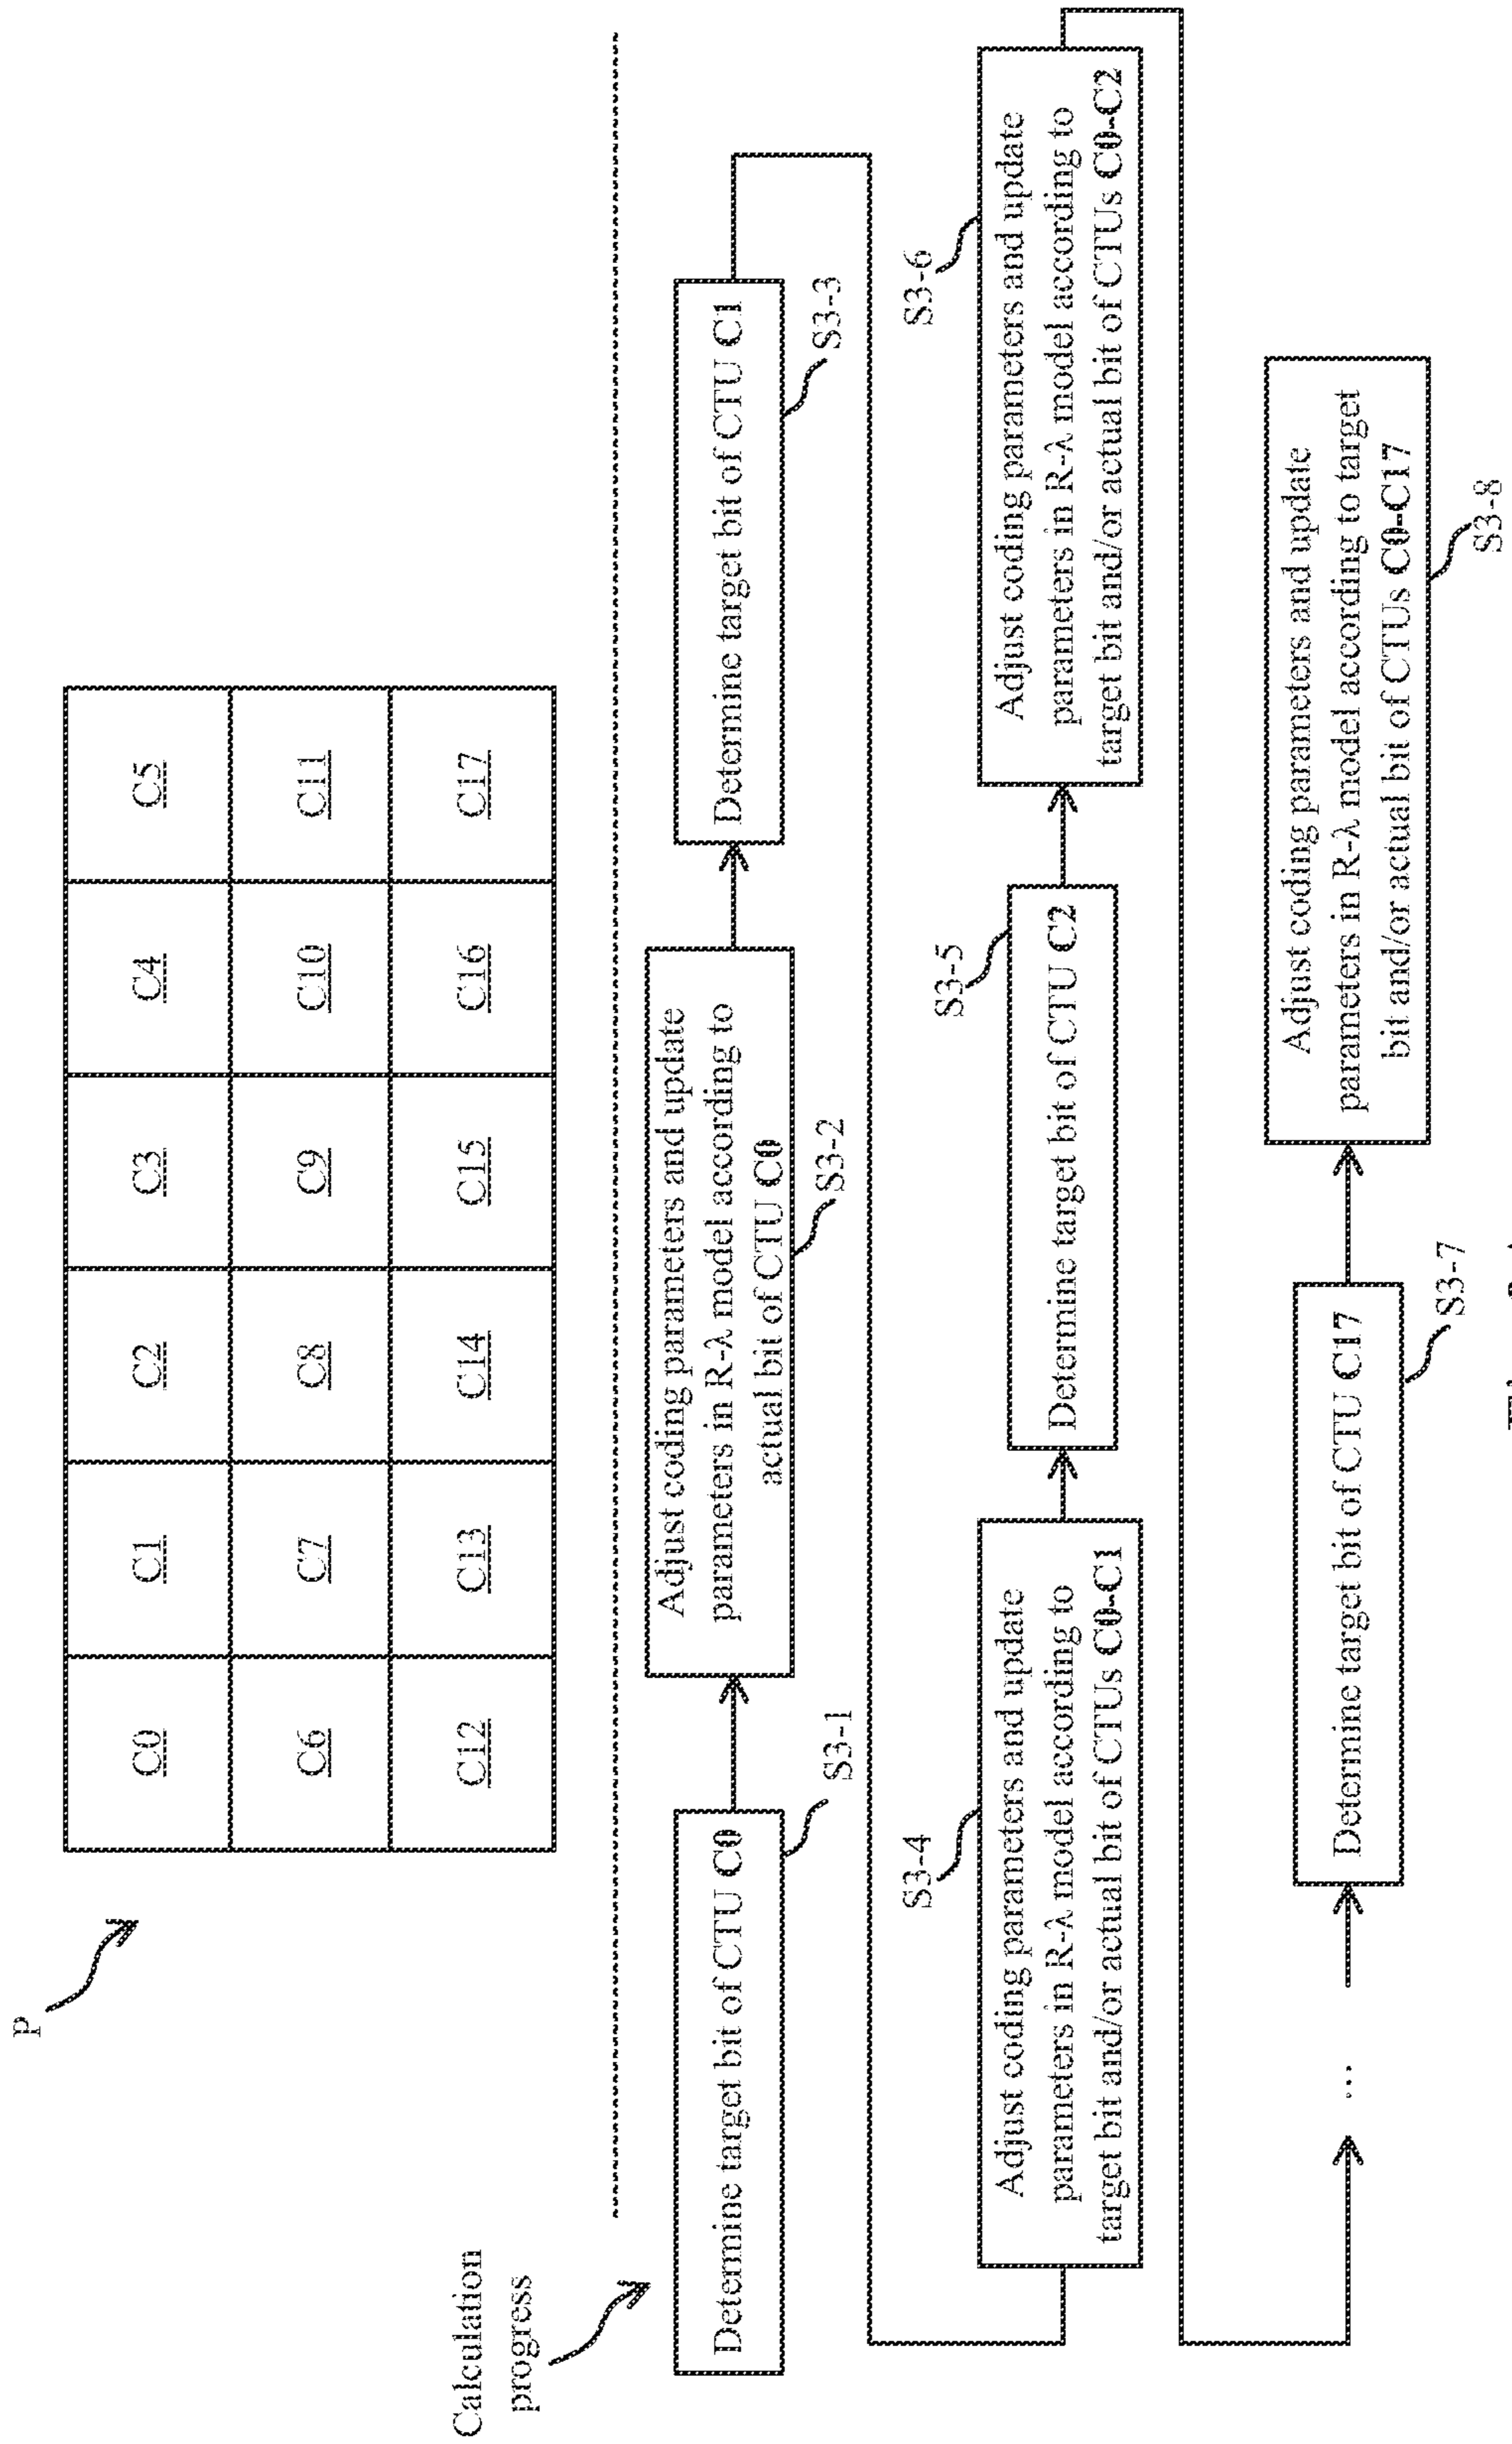 P
C0 C1 C2 C3 C4 C5
C6 C7 C8 C9 C10 C11
C12 C13 C14 C15 C16 C17
Calculation
progress
Determine target bit of CTU C0
S3-1
Adjust coding parameters and update
parameters in R-λ model according to
actual bit of CTU C0
S3-2
Determine target bit of CTU C1
S3-3
S3-4
Adjust coding parameters and update
parameters in R-λ model according to
target bit and/or actual bit of CTUs C0-C1
S3-5
Determine target bit of CTU C2
S3-6
Adjust coding parameters and update
parameters in R-λ model according to
target bit and/or actual bit of CTUs C0-C2
...
Determine target bit of CTU C17
S3-7
Adjust coding parameters and update
parameters in R-λ model according to target
bit and/or actual bit of CTUs C0-C17
S3-8